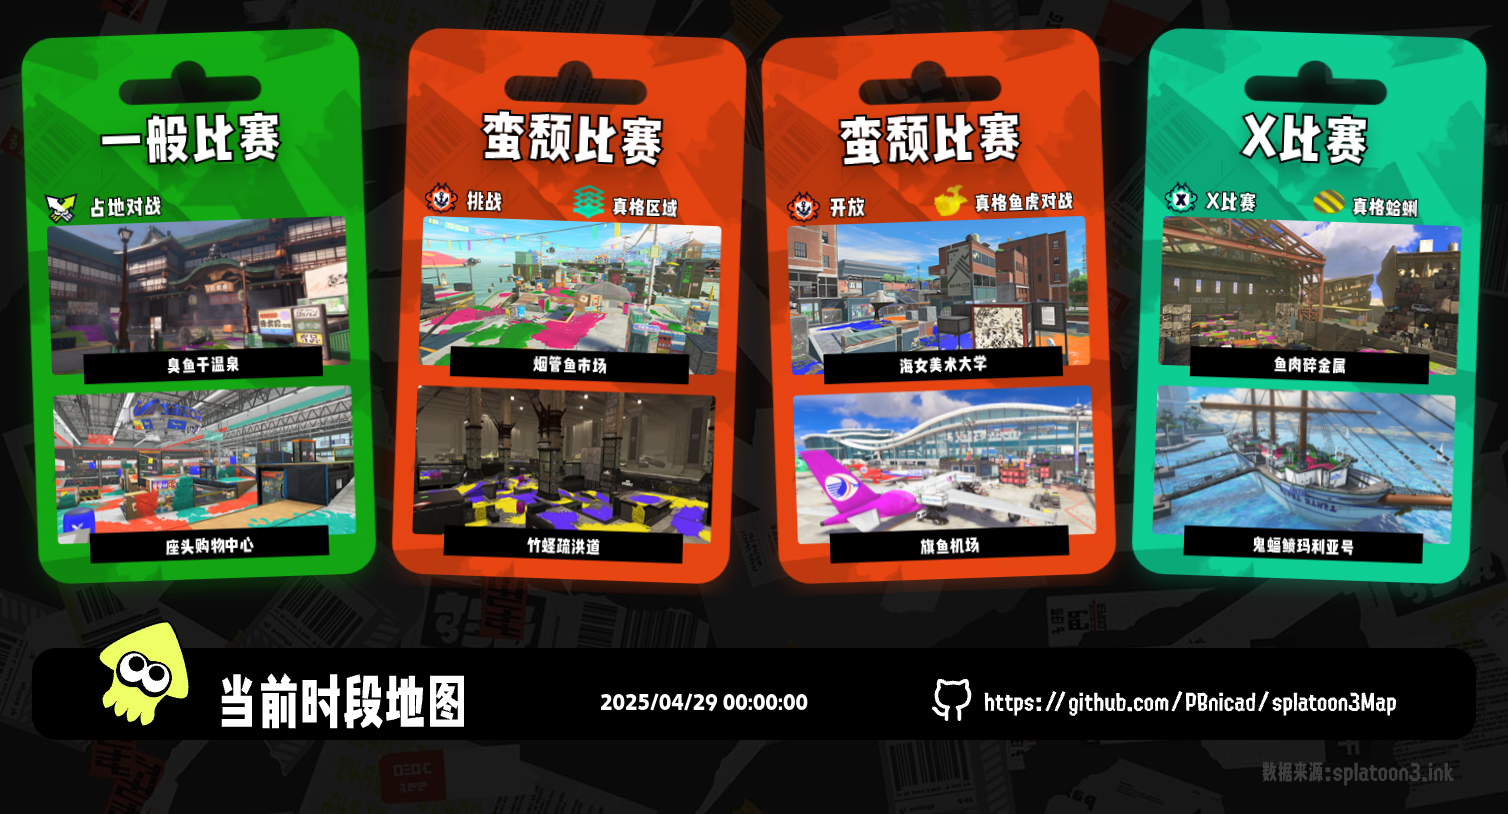 一般比赛
占地对战
臭鱼干温泉
座头购物中心
蛮颓比赛
挑战
真格区域
烟管鱼市场
竹蛏疏洪道
蛮颓比赛
开放
真格鱼虎对战
海女美术大学
旗鱼机场
X比赛
X比赛
真格蛤蜊
鱼肉碎金属
鬼蝠鲼玛利亚号
当前时段地图
2025/04/29 00:00:00
https://github.com/PBnicad/splatoon3Map
数据来源:splatoon3.ink